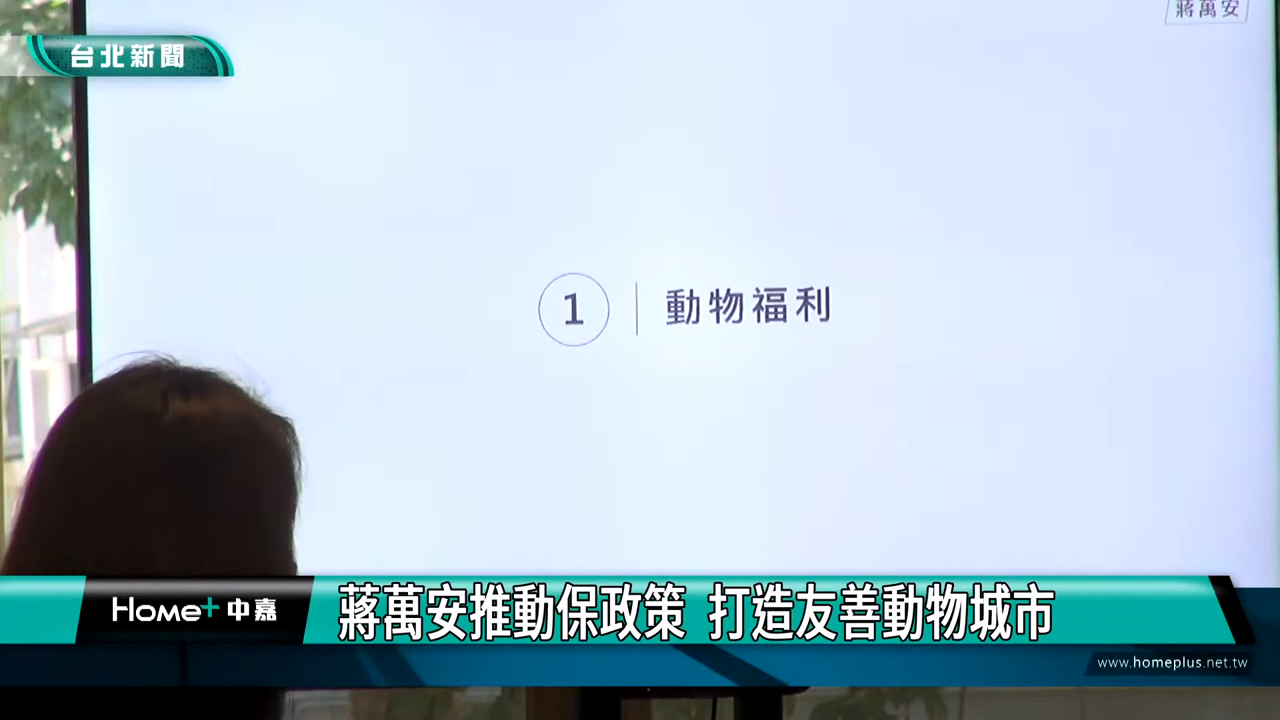 蔣萬安
台北新聞
1 動物福利
Home+中嘉
蔣萬安推動保政策 打造友善動物城市
www.homeplus.net.tw